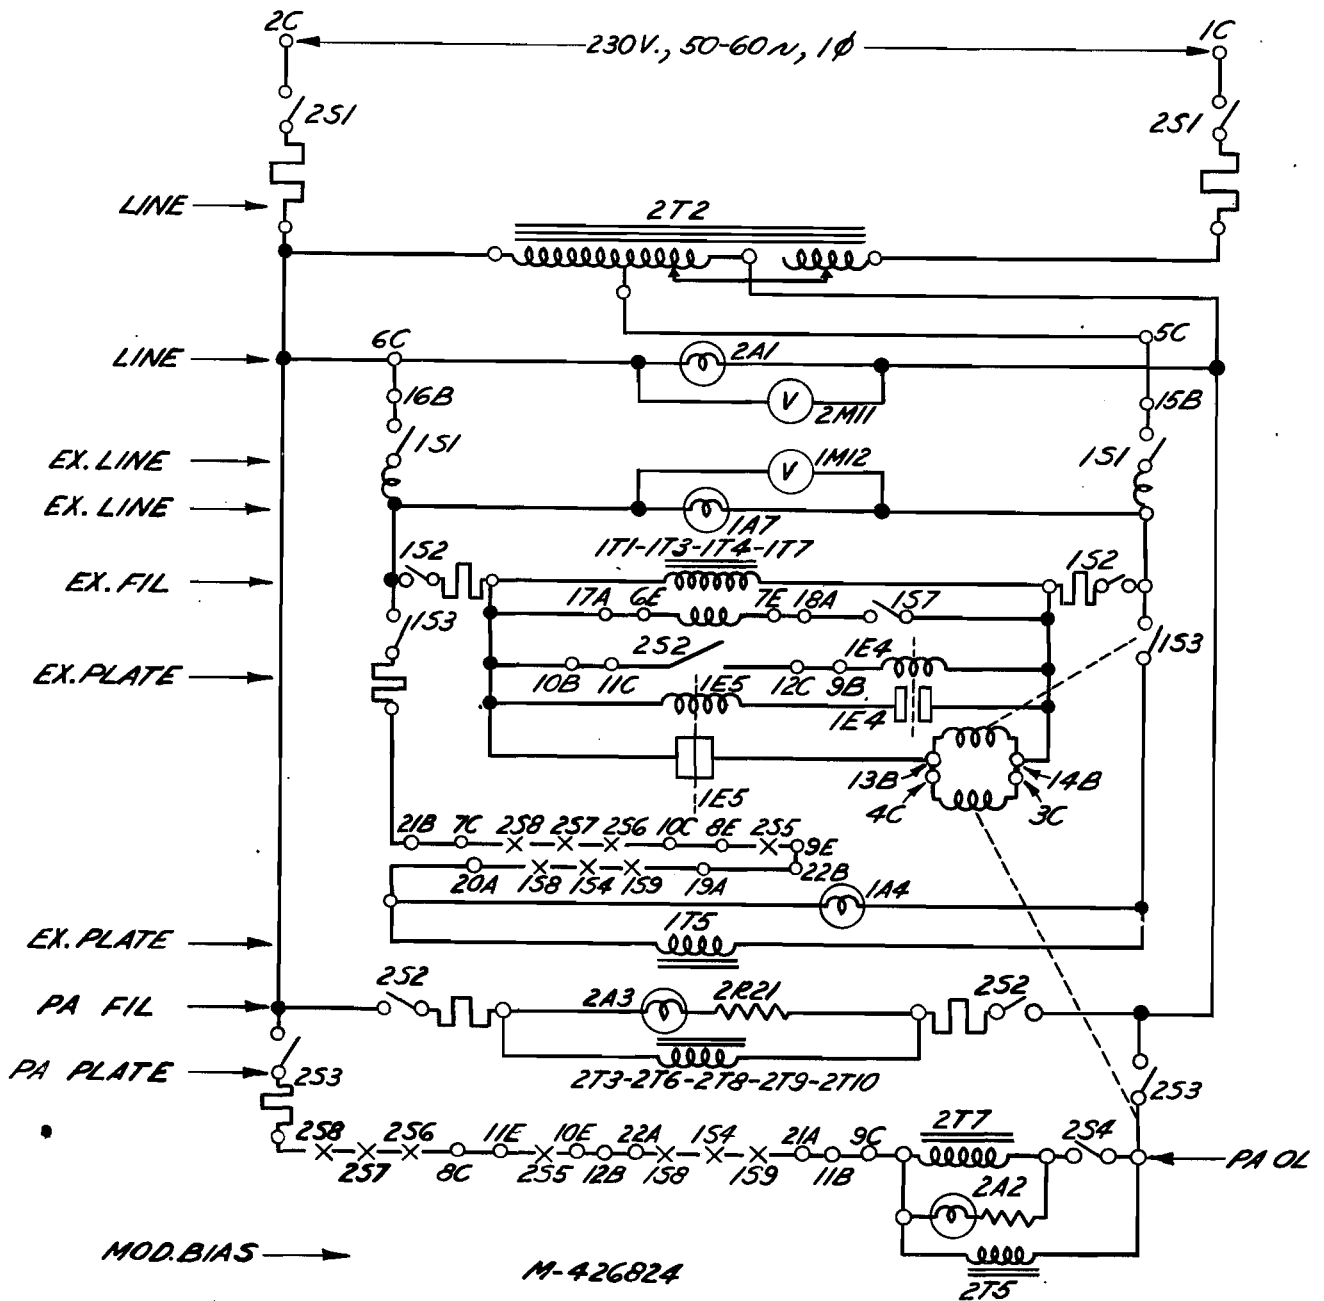 2C
230V., 50-60~, 1φ
1C
2S1
2S1
LINE
2T2
LINE
6C
2A1
5C
16B
V
2M11
15B
1S1
EX. LINE
V
1M12
1S1
EX. LINE
1A7
1T1-1T3-1T4-1T7
1S2
1S2
EX. FIL
17A
6E
7E
18A
1S7
1S3
2S2
1E4
1S3
EX. PLATE
10B
11C
1E5
12C
9B
1E4
13B
14B
1E5
4C
3C
21B
7C
2S8
2S7
2S6
10C
8E
2S5
9E
20A
1S8
1S4
1S9
19A
22B
1A4
EX. PLATE
1T5
2S2
2A3
2R21
2S2
PA FIL
PA PLATE
2S3
2T3-2T6-2T8-2T9-2T10
2S3
2S8
2S6
11E
10E
22A
1S4
21A
9C
2T7
2S4
2S7
8C
2S5
12B
1S8
1S9
11B
PA OL
2A2
MOD. BIAS
M-426824
2T5